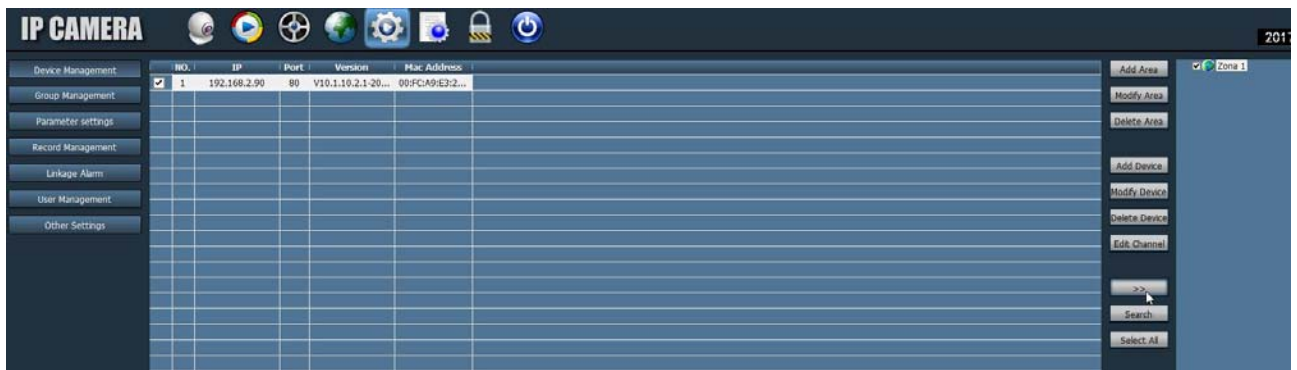 IP CAMERA
2017
Device Management
Group Management
Parameter settings
Record Management
Linkage Alarm
User Management
Other Settings
NO. IP Port Version Mac Address
1 192.168.2.90 80 V10.1.10.2.1-20... 00:FC:A9:E3:2...
Add Area
Modify Area
Delete Area
Add Device
Modify Device
Delete Device
Edit Channel
>>
Search
Select All
Zona 1